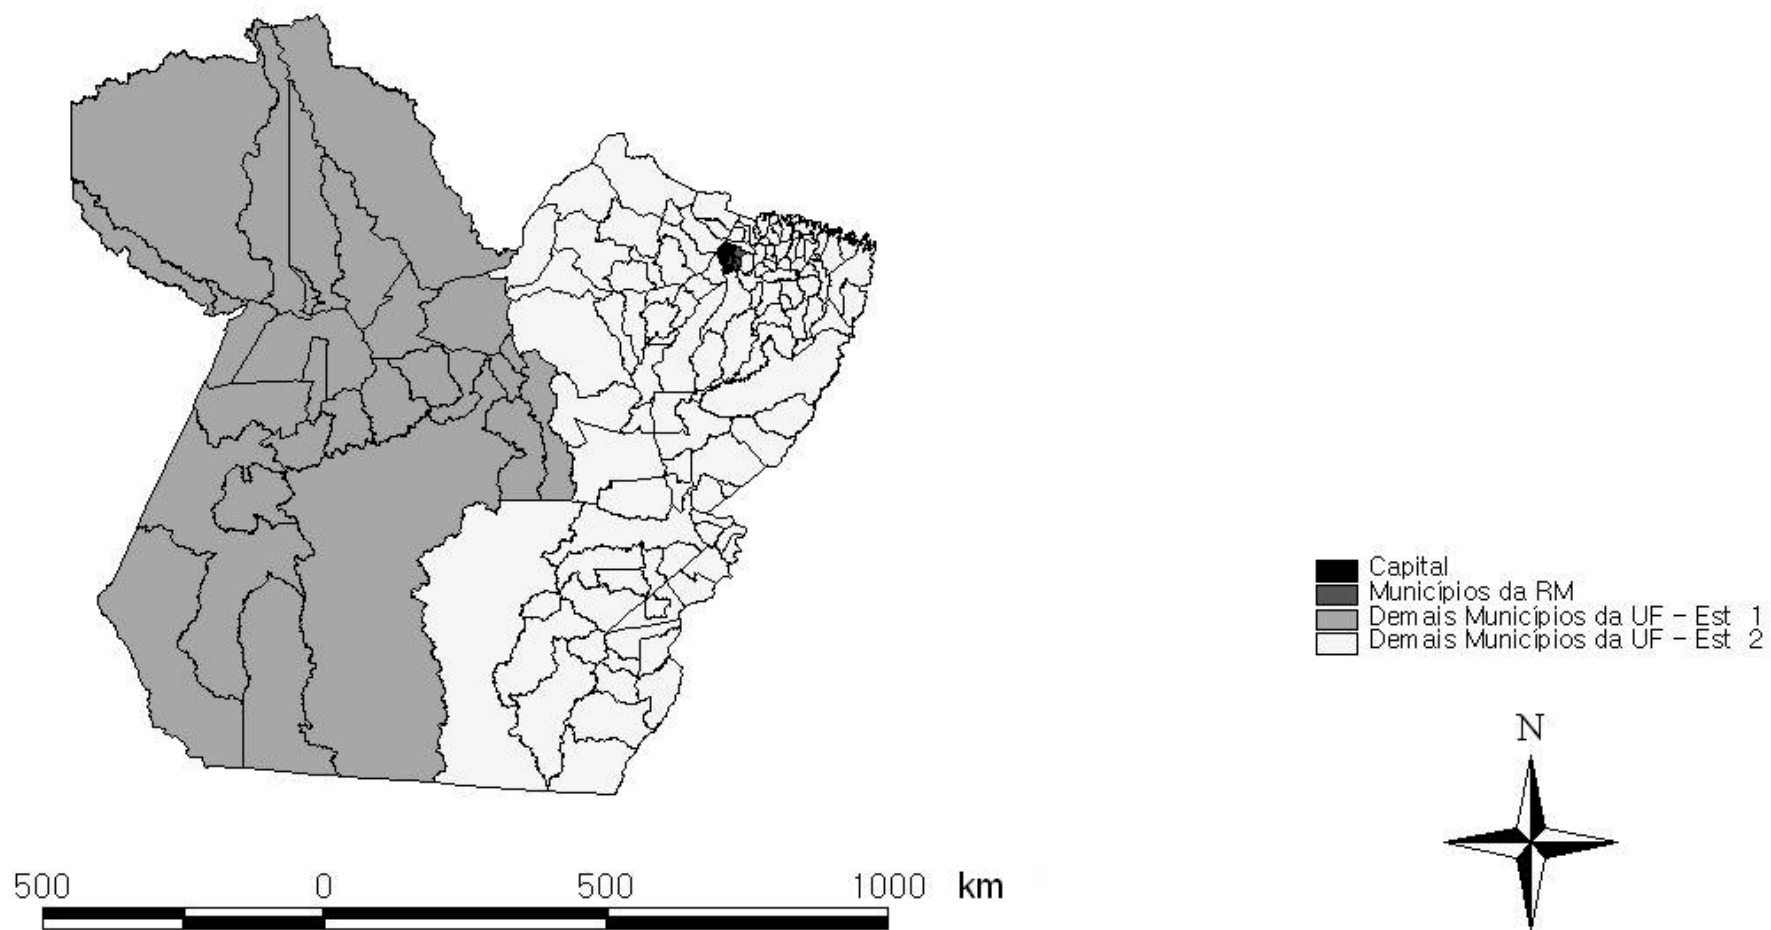 Capital
Municípios da RM
Demais Municípios da UF - Est 1
Demais Municípios da UF - Est 2
N
500 0 500 1000 km